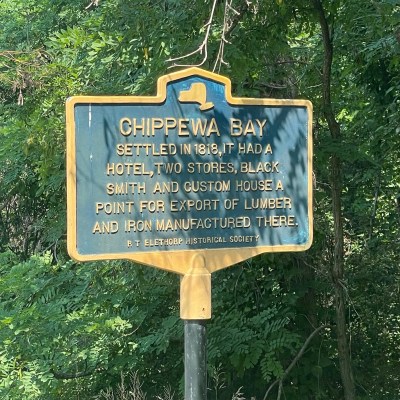 CHIPPEWA BAY
SETTLED IN 1818, IT HAD A
HOTEL, TWO STORES, BLACK
SMITH AND CUSTOM HOUSE A
POINT FOR EXPORT OF LUMBER
AND IRON MANUFACTURED THERE.
B T ELETHORP HISTORICAL SOCIETY